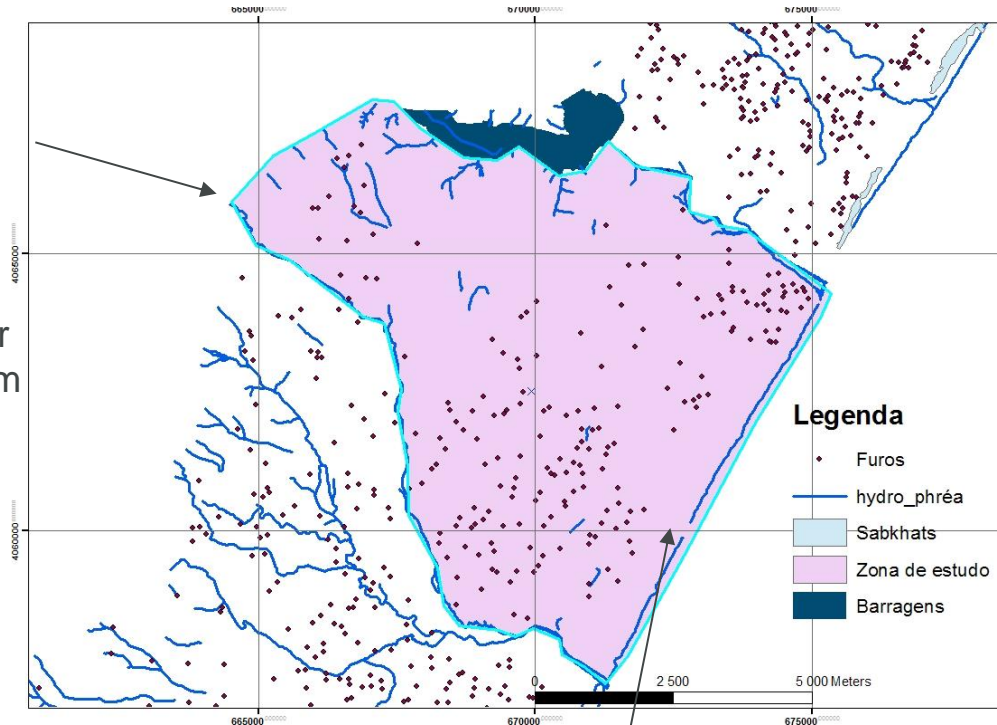 665000 670000 675000
4065000
r
m
Legenda
Furos
hydro_phréa
Sabkhats
4060000
Zona de estudo
Barragens
0 2 500 5 000 Meters
665000 670000 675000